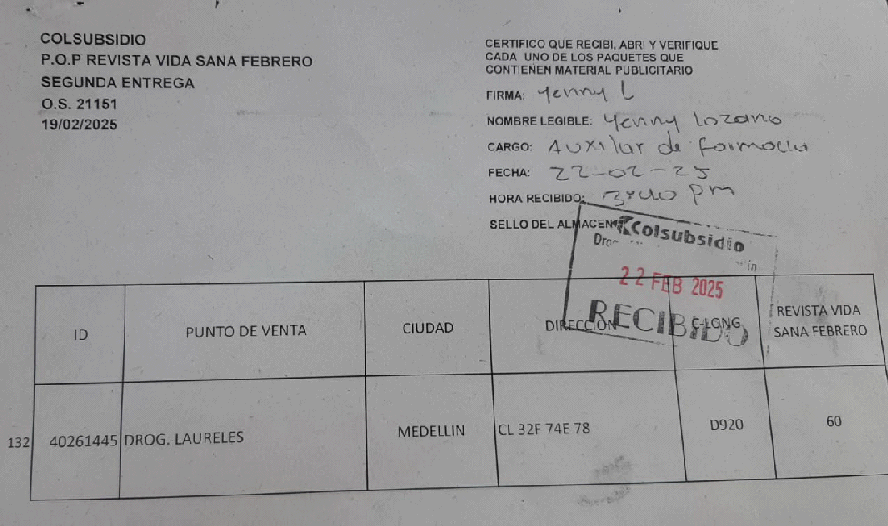 COLSUBSIDIO
P.O.P REVISTA VIDA SANA FEBRERO
SEGUNDA ENTREGA
O.S. 21151
19/02/2025
CERTIFICO QUE RECIBI, ABRI Y VERIFIQUE
CADA UNO DE LOS PAQUETES QUE
CONTIENEN MATERIAL PUBLICITARIO
FIRMA: Yenny L
NOMBRE LEGIBLE: Yenny Lozano
CARGO: Auxiliar de farmacia
FECHA: 22-02-25
HORA RECIBIDO: pm
SELLO DEL ALMACEN
Colsubsidio
22 FEB 2025
RECIBIDO
ID PUNTO DE VENTA CIUDAD DIRECCION C-LGNG REVISTA VIDA SANA FEBRERO
132 40261445 DROG. LAURELES MEDELLIN CL 32F 74E 78 D920 60